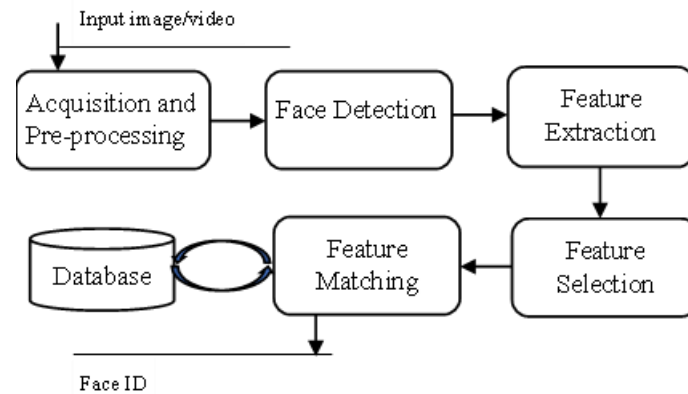 Input image/video
Acquisition and
Pre-processing
Face Detection
Feature
Extraction
Database
Feature
Matching
Feature
Selection
Face ID